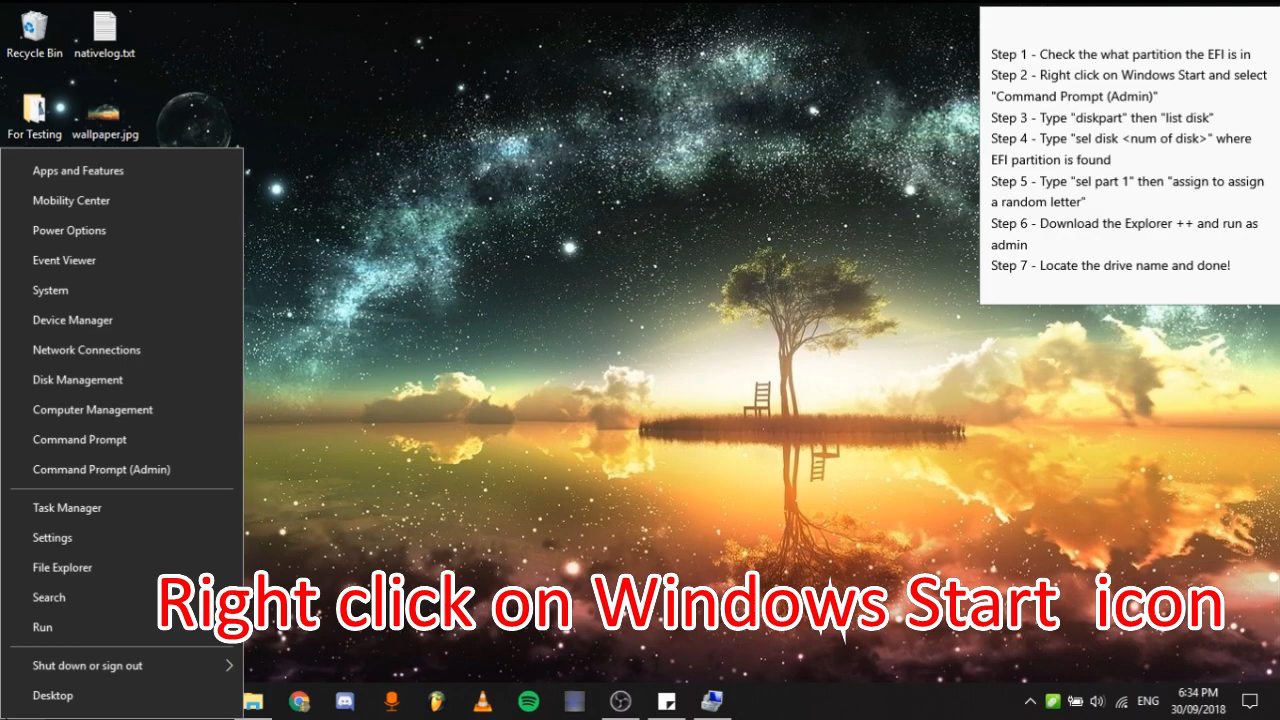 Recycle Bin
nativelog.txt
For Testing
wallpaper.jpg
Step 1 - Check the what partition the EFI is in
Step 2 - Right click on Windows Start and select
"Command Prompt (Admin)"
Step 3 - Type "diskpart" then "list disk"
Step 4 - Type "sel disk <num of disk>" where
EFI partition is found
Step 5 - Type "sel part 1" then "assign to assign
a random letter"
Step 6 - Download the Explorer ++ and run as
admin
Step 7 - Locate the drive name and done!
Apps and Features
Mobility Center
Power Options
Event Viewer
System
Device Manager
Network Connections
Disk Management
Computer Management
Command Prompt
Command Prompt (Admin)
Task Manager
Settings
File Explorer
Search
Run
Shut down or sign out
Desktop
Right click on Windows Start  icon
ENG
6:34 PM
30/09/2018